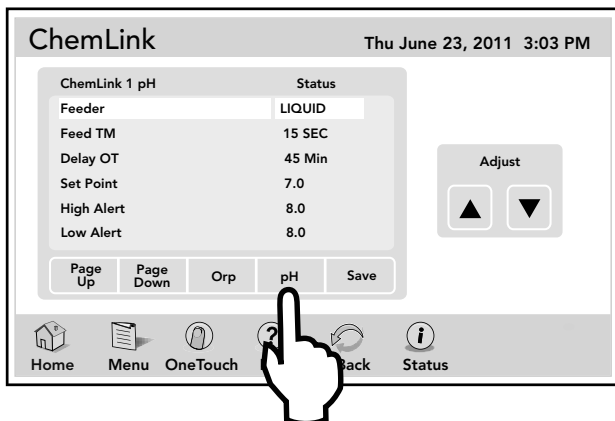 ChemLink
Thu June 23, 2011 3:03 PM
ChemLink 1 pH Status
Feeder LIQUID
Feed TM 15 SEC
Delay OT 45 Min
Set Point 7.0
High Alert 8.0
Low Alert 8.0
Adjust
Page Up
Page Down
Orp
pH
Save
?
i
Home
Menu
OneTouch
Back
Status